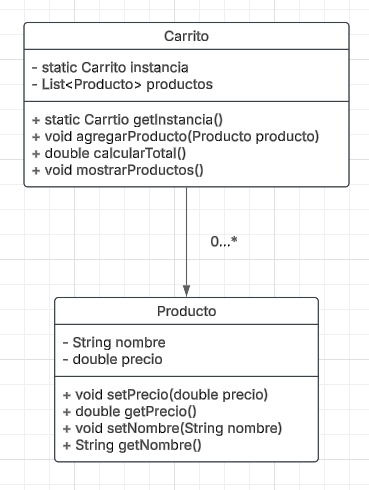 Carrito
- static Carrito instancia
- List<Producto> productos
+ static Carrtio getInstancia()
+ void agregarProducto(Producto producto)
+ double calcularTotal()
+ void mostrarProductos()
0...*
Producto
- String nombre
- double precio
+ void setPrecio(double precio)
+ double getPrecio()
+ void setNombre(String nombre)
+ String getNombre()